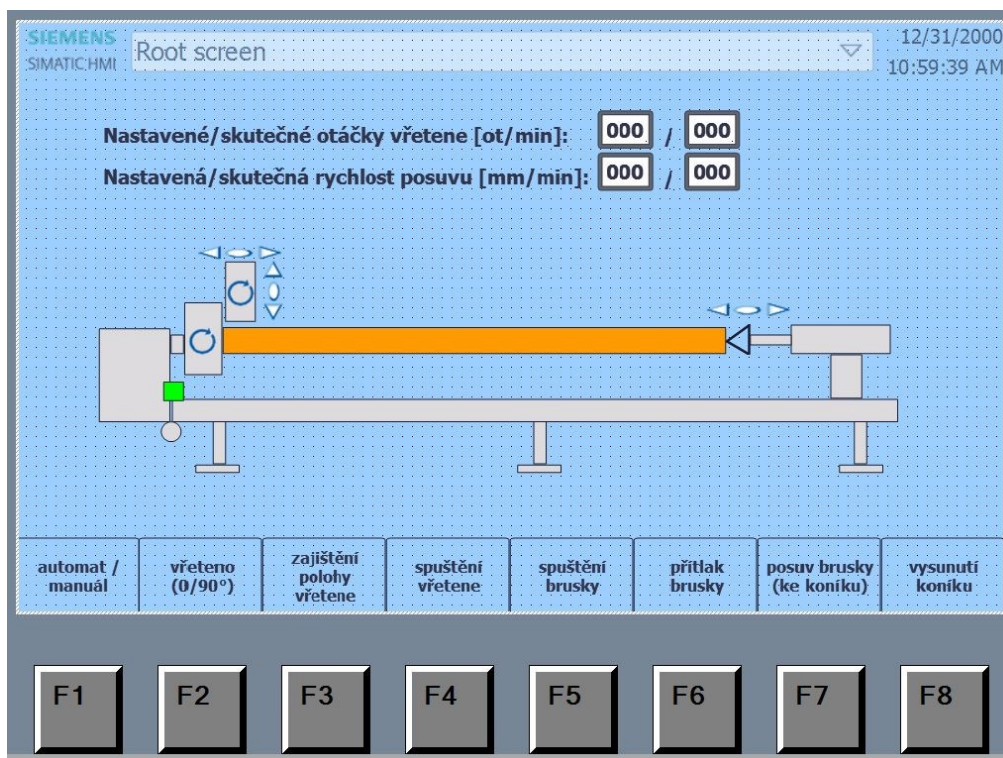 SIEMENS
SIMATIC HMI
Root screen
12/31/2000
10:59:39 AM
Nastavené/skutečné otáčky vřetene [ot/min]: 000 / 000
Nastavená/skutečná rychlost posuvu [mm/min]: 000 / 000
automat /
manuál
vřeteno
(0/90°)
zajištění
polohy
vřetene
spuštění
vřetene
spuštění
brusky
přítlak
brusky
posuv brusky
(ke koníku)
vysunutí
koníku
F1
F2
F3
F4
F5
F6
F7
F8